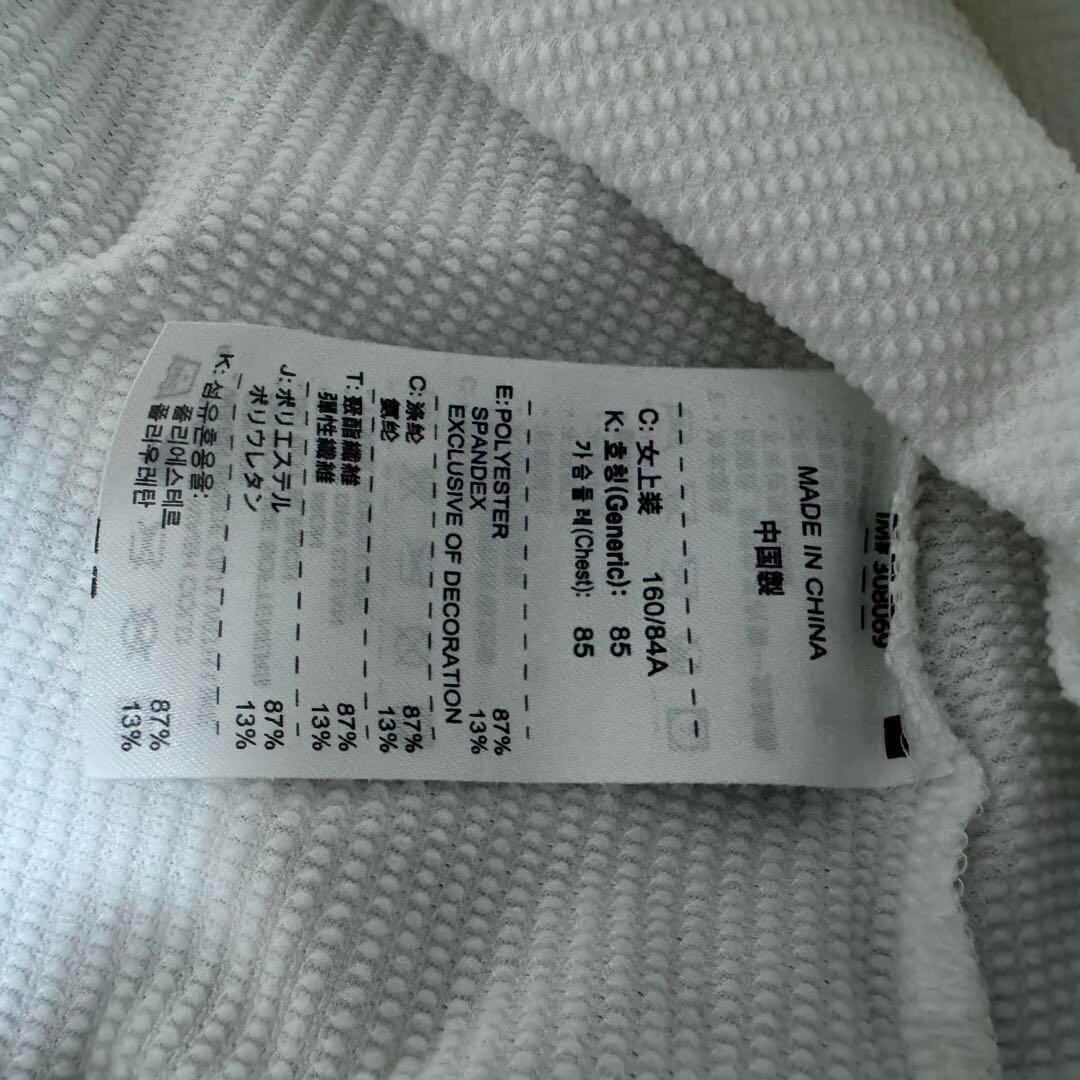 IM# 308069
MADE IN CHINA
中国製
C: 女上装 160/84A
K: 호칭(Generic): 85
가슴둘레(Chest): 85
E: POLYESTER 87%
SPANDEX 13%
EXCLUSIVE OF DECORATION
C: 涤纶 87%
氨纶 13%
T: 聚酯纖維 87%
彈性纖維 13%
J: ポリエステル 87%
ポリウレタン 13%
K: 섬유혼용율:
폴리에스테르 87%
폴리우레탄 13%